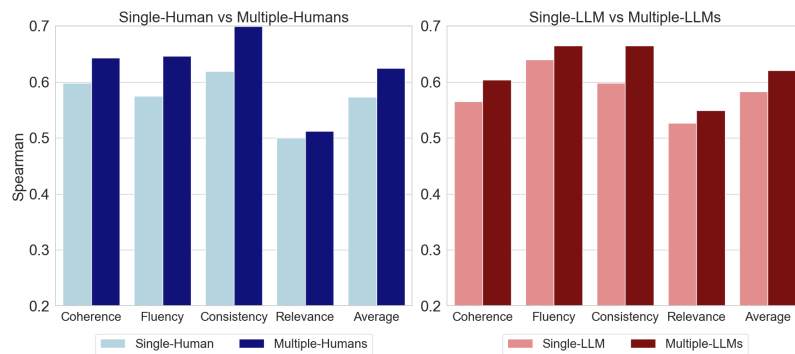 Single-Human vs Multiple-Humans
Spearman
0.7
0.6
0.5
0.4
0.3
0.2
Coherence Fluency Consistency Relevance Average
Single-Human Multiple-Humans
Single-LLM vs Multiple-LLMs
0.7
0.6
0.5
0.4
0.3
0.2
Coherence Fluency Consistency Relevance Average
Single-LLM Multiple-LLMs